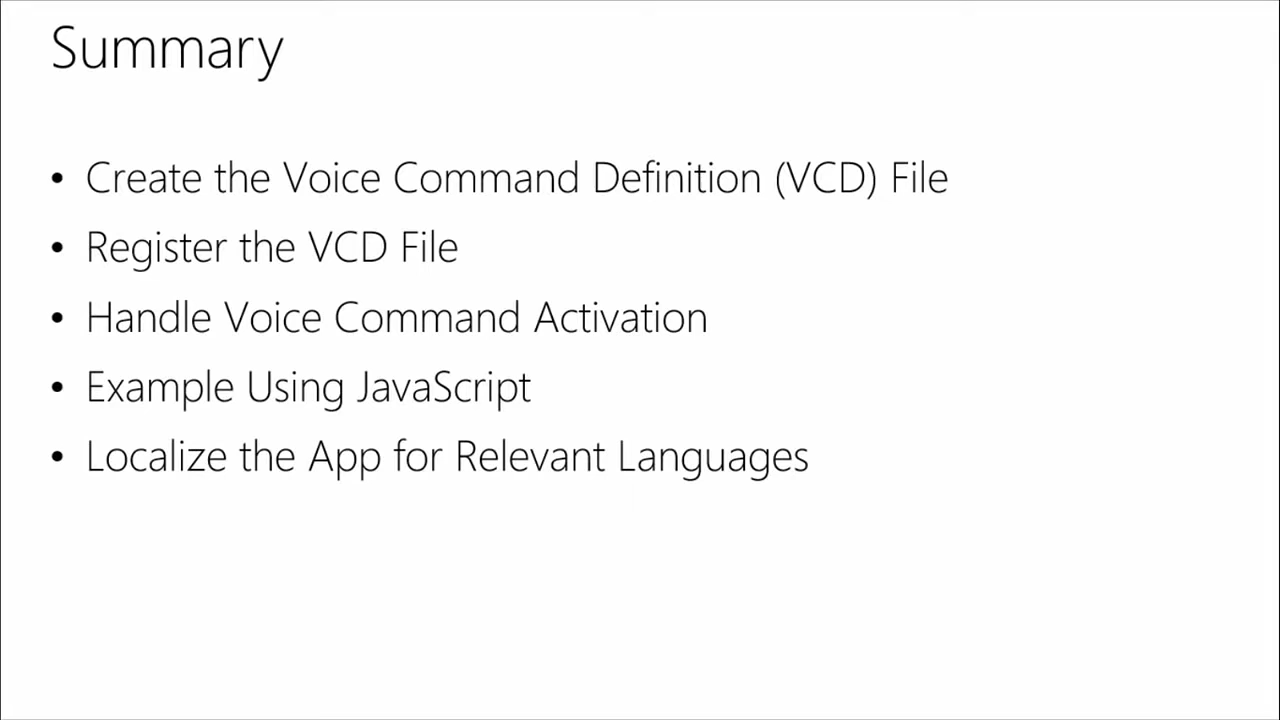 Summary
• Create the Voice Command Definition (VCD) File
• Register the VCD File
• Handle Voice Command Activation
• Example Using JavaScript
• Localize the App for Relevant Languages